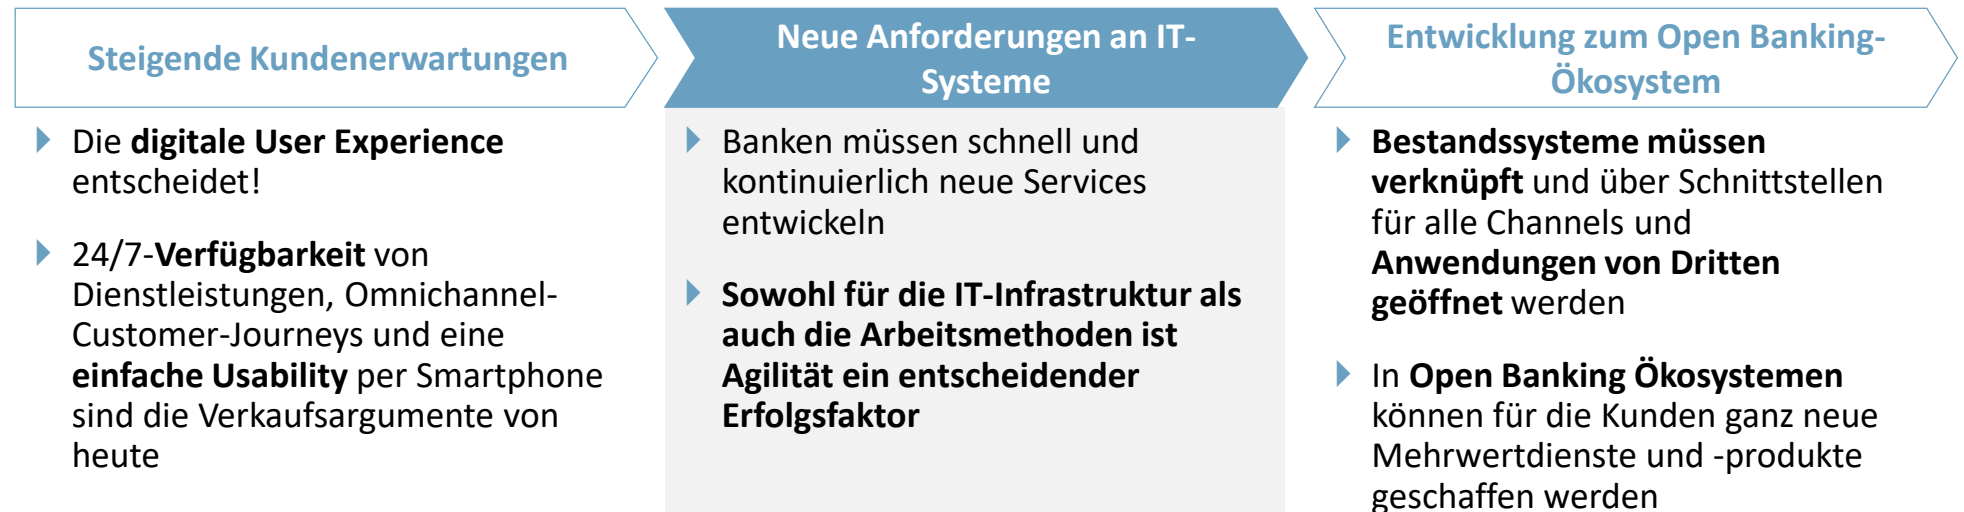 Steigende Kundenerwartungen
Die digitale User Experience
entscheidet!
24/7-Verfügbarkeit von
Dienstleistungen, Omnichannel-
Customer-Journeys und eine
einfache Usability per Smartphone
sind die Verkaufsargumente von
heute
Neue Anforderungen an IT-
Systeme
Banken müssen schnell und
kontinuierlich neue Services
entwickeln
Sowohl für die IT-Infrastruktur als
auch die Arbeitsmethoden ist
Agilität ein entscheidender
Erfolgsfaktor
Entwicklung zum Open Banking-
Ökosystem
Bestandssysteme müssen
verknüpft und über Schnittstellen
für alle Channels und
Anwendungen von Dritten
geöffnet werden
In Open Banking Ökosystemen
können für die Kunden ganz neue
Mehrwertdienste und -produkte
geschaffen werden